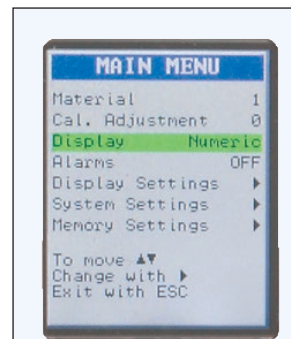 MAIN MENU
Material 1
Cal. Adjustment 0
Display Numeric
Alarms OFF
Display Settings ▶
System Settings ▶
Memory Settings ▶
To move ▲▼
Change with ▶
Exit with ESC